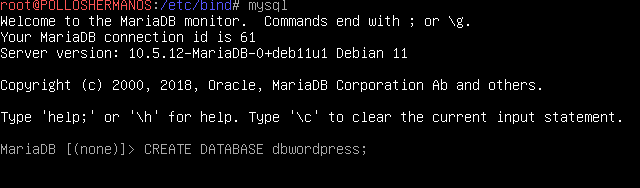 root@POLLOSHERMANOS:/etc/bind# mysql
Welcome to the MariaDB monitor.  Commands end with ; or \g.
Your MariaDB connection id is 61
Server version: 10.5.12-MariaDB-0+deb11u1 Debian 11
Copyright (c) 2000, 2018, Oracle, MariaDB Corporation Ab and others.
Type 'help;' or '\h' for help. Type '\c' to clear the current input statement.
MariaDB [(none)]> CREATE DATABASE dbwordpress;